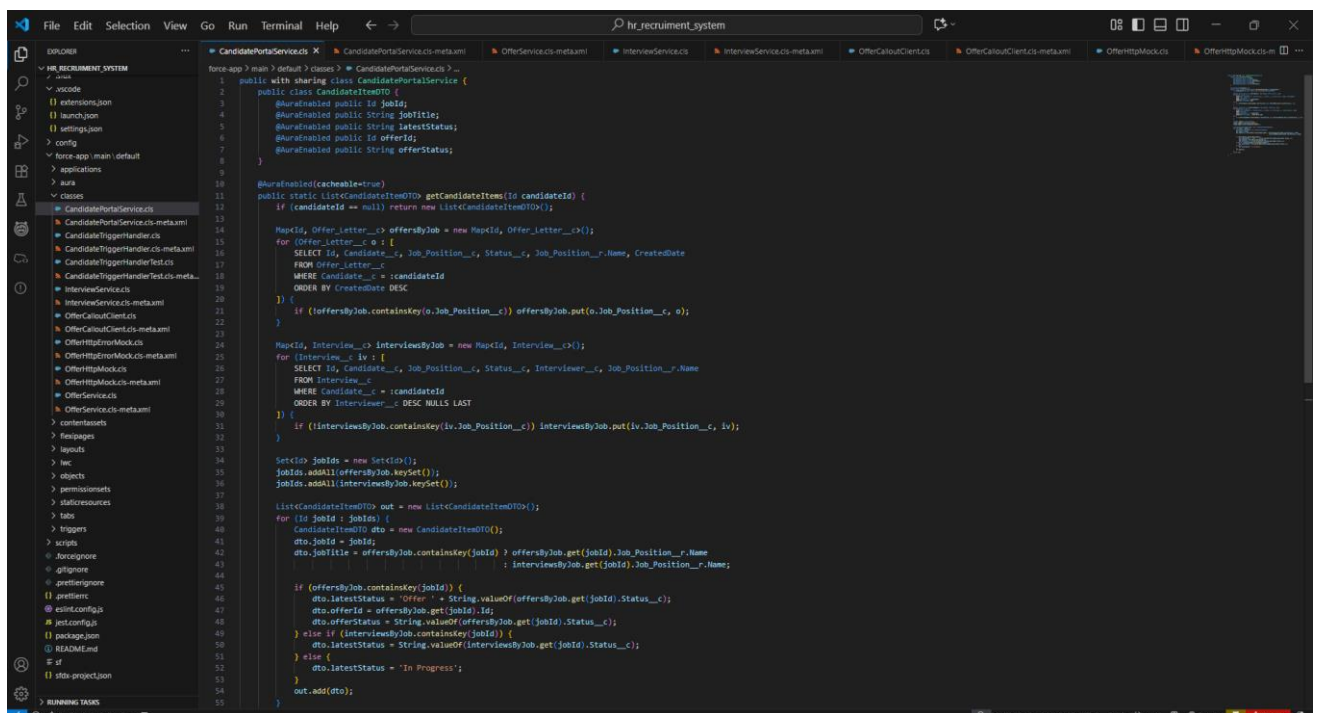 File Edit Selection View Go Run Terminal Help
hr_recruiment_system
EXPLORER
HR_RECRUIMENT_SYSTEM
.vscode
extensions.json
launch.json
settings.json
config
force-app \ main \ default
applications
aura
classes
CandidatePortalService.cls
CandidatePortalService.cls-meta.xml
CandidateTriggerHandler.cls
CandidateTriggerHandler.cls-meta.xml
CandidateTriggerHandlerTest.cls
CandidateTriggerHandlerTest.cls-meta...
InterviewService.cls
InterviewService.cls-meta.xml
OfferCalloutClient.cls
OfferCalloutClient.cls-meta.xml
OfferHttpErrorMock.cls
OfferHttpErrorMock.cls-meta.xml
OfferHttpMock.cls
OfferHttpMock.cls-meta.xml
OfferService.cls
OfferService.cls-meta.xml
contentassets
flexipages
layouts
lwc
objects
permissionsets
staticresources
tabs
triggers
scripts
.forceignore
.gitignore
.prettierignore
.prettierrc
eslint.config.js
jest.config.js
package.json
README.md
sf
sfdx-project.json
RUNNING TASKS
CandidatePortalService.cls CandidatePortalService.cls-meta.xml OfferService.cls-meta.xml InterviewService.cls InterviewService.cls-meta.xml OfferCalloutClient.cls OfferCalloutClient.cls-meta.xml OfferHttpMock.cls OfferHttpMock.cls-m
force-app > main > default > classes > CandidatePortalService.cls > ...
1 public with sharing class CandidatePortalService {
2 public class CandidateItemDTO {
3 @AuraEnabled public Id jobId;
4 @AuraEnabled public String jobTitle;
5 @AuraEnabled public String latestStatus;
6 @AuraEnabled public Id offerId;
7 @AuraEnabled public String offerStatus;
8 }
9
10 @AuraEnabled(cacheable=true)
11 public static List<CandidateItemDTO> getCandidateItems(Id candidateId) {
12 if (candidateId == null) return new List<CandidateItemDTO>();
13
14 Map<Id, Offer_Letter__c> offersByJob = new Map<Id, Offer_Letter__c>();
15 for (Offer_Letter__c o : [
16 SELECT Id, Candidate__c, Job_Position__c, Status__c, Job_Position__r.Name, CreatedDate
17 FROM Offer_Letter__c
18 WHERE Candidate__c = :candidateId
19 ORDER BY CreatedDate DESC
20 ]) {
21 if (!offersByJob.containsKey(o.Job_Position__c)) offersByJob.put(o.Job_Position__c, o);
22 }
23
24 Map<Id, Interview__c> interviewsByJob = new Map<Id, Interview__c>();
25 for (Interview__c iv : [
26 SELECT Id, Candidate__c, Job_Position__c, Status__c, Interviewer__c, Job_Position__r.Name
27 FROM Interview__c
28 WHERE Candidate__c = :candidateId
29 ORDER BY Interviewer__c DESC NULLS LAST
30 ]) {
31 if (!interviewsByJob.containsKey(iv.Job_Position__c)) interviewsByJob.put(iv.Job_Position__c, iv);
32 }
33
34 Set<Id> jobIds = new Set<Id>();
35 jobIds.addAll(offersByJob.keySet());
36 jobIds.addAll(interviewsByJob.keySet());
37
38 List<CandidateItemDTO> out = new List<CandidateItemDTO>();
39 for (Id jobId : jobIds) {
40 CandidateItemDTO dto = new CandidateItemDTO();
41 dto.jobId = jobId;
42 dto.jobTitle = offersByJob.containsKey(jobId) ? offersByJob.get(jobId).Job_Position__r.Name
43 : interviewsByJob.get(jobId).Job_Position__r.Name;
44
45 if (offersByJob.containsKey(jobId)) {
46 dto.latestStatus = 'Offer ' + String.valueOf(offersByJob.get(jobId).Status__c);
47 dto.offerId = offersByJob.get(jobId).Id;
48 dto.offerStatus = String.valueOf(offersByJob.get(jobId).Status__c);
49 } else if (interviewsByJob.containsKey(jobId)) {
50 dto.latestStatus = String.valueOf(interviewsByJob.get(jobId).Status__c);
51 } else {
52 dto.latestStatus = 'In Progress';
53 }
54 out.add(dto);
55 }